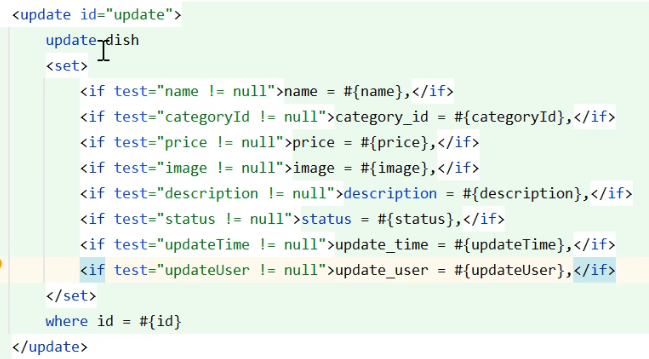 <update id="update">
update dish
<set>
<if test="name != null">name = #{name},</if>
<if test="categoryId != null">category_id = #{categoryId},</if>
<if test="price != null">price = #{price},</if>
<if test="image != null">image = #{image},</if>
<if test="description != null">description = #{description},</if>
<if test="status != null">status = #{status},</if>
<if test="updateTime != null">update_time = #{updateTime},</if>
<if test="updateUser != null">update_user = #{updateUser},</if>
</set>
where id = #{id}
</update>